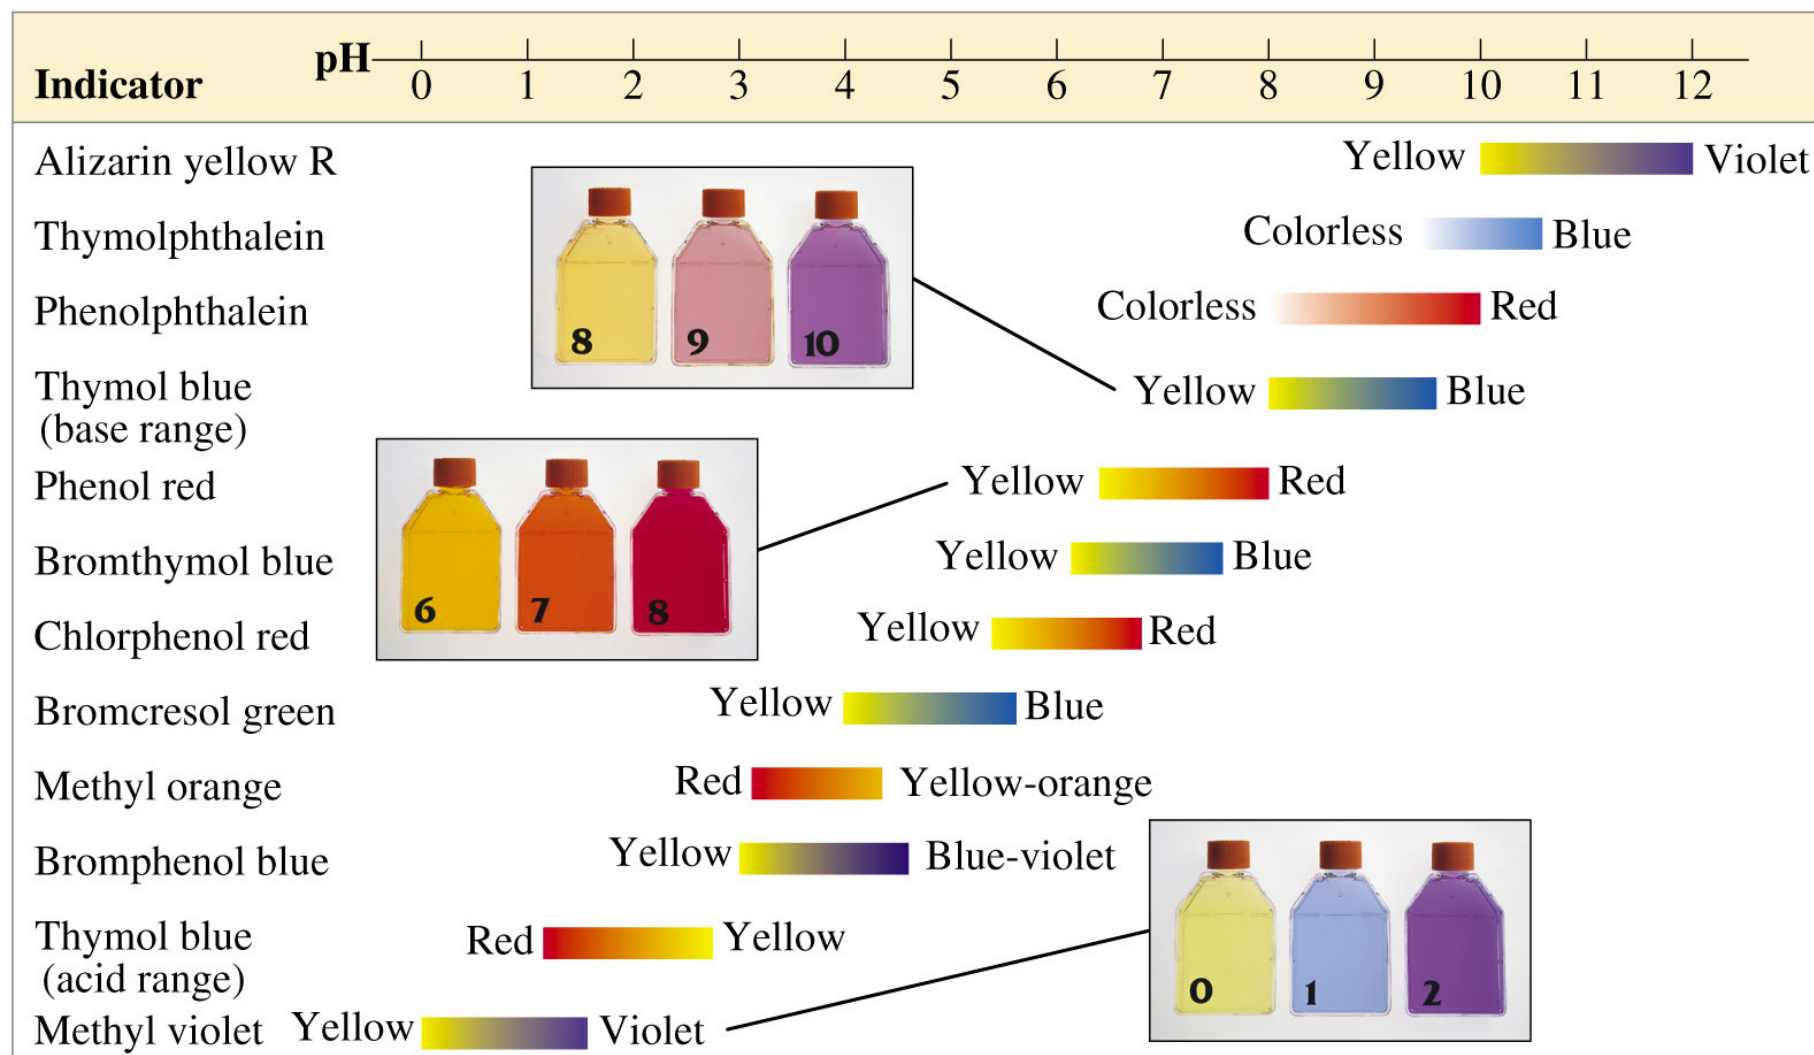 pH
Indicator 0 1 2 3 4 5 6 7 8 9 10 11 12
Alizarin yellow R Yellow Violet
Thymolphthalein Colorless Blue
Phenolphthalein Colorless Red
8 9 10
Thymol blue Yellow Blue
(base range)
Phenol red Yellow Red
Bromthymol blue Yellow Blue
6 7 8
Chlorphenol red Yellow Red
Bromcresol green Yellow Blue
Methyl orange Red Yellow-orange
Bromphenol blue Yellow Blue-violet
Thymol blue Red Yellow
(acid range)
0 1 2
Methyl violet Yellow Violet